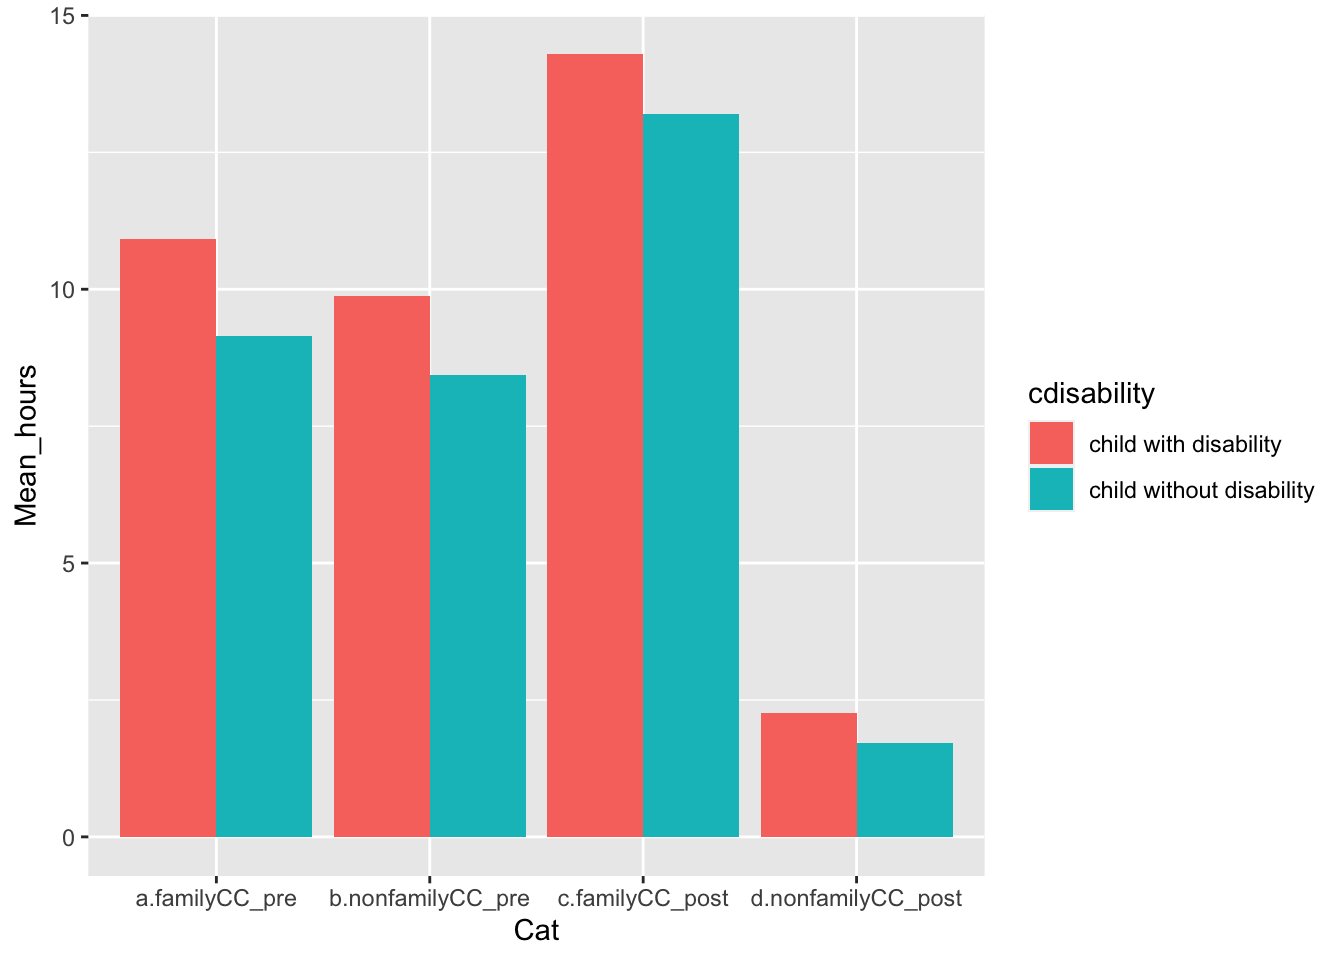 15
10
5
0
Mean_hours
a.familyCC_pre
b.nonfamilyCC_pre
c.familyCC_post
d.nonfamilyCC_post
Cat
cdisability
child with disability
child without disability